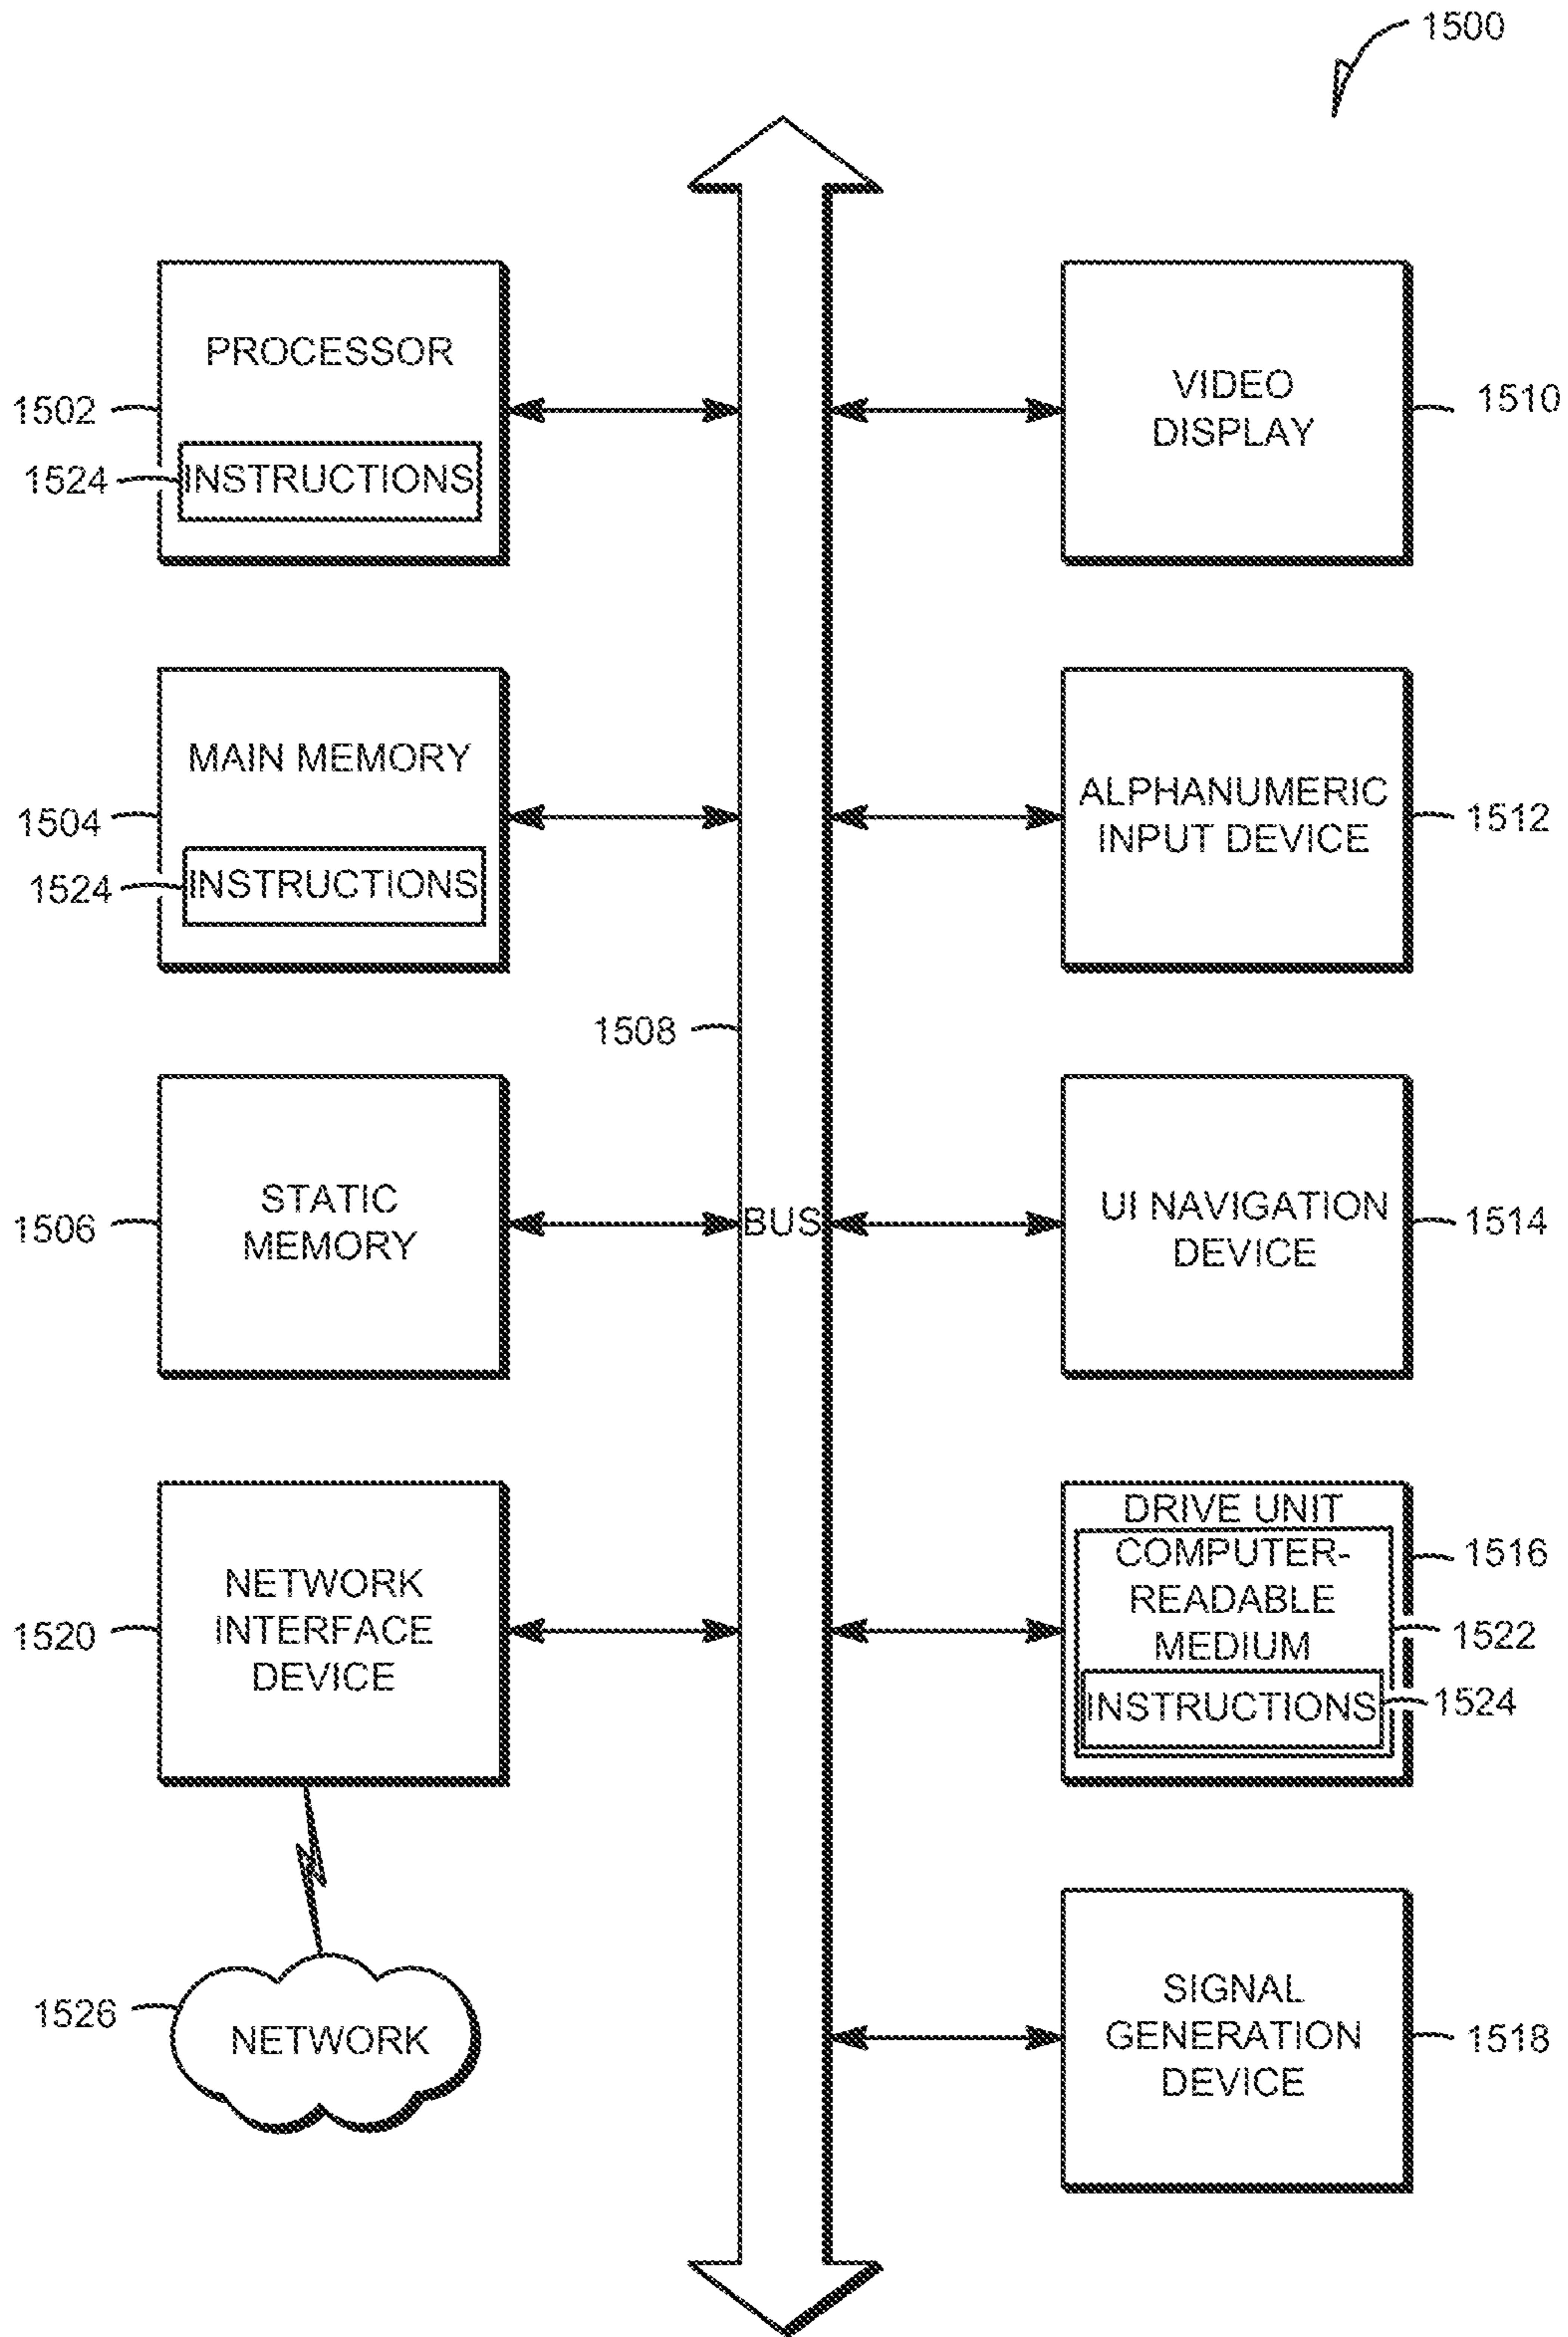 1500
PROCESSOR
1502
1524
INSTRUCTIONS
VIDEO
DISPLAY
1510
MAIN MEMORY
1504
1524
INSTRUCTIONS
ALPHANUMERIC
INPUT DEVICE
1512
1508
BUS
STATIC
MEMORY
1506
UI NAVIGATION
DEVICE
1514
NETWORK
INTERFACE
DEVICE
1520
DRIVE UNIT
COMPUTER-
READABLE
MEDIUM
INSTRUCTIONS
1516
1522
1524
1526
NETWORK
SIGNAL
GENERATION
DEVICE
1518